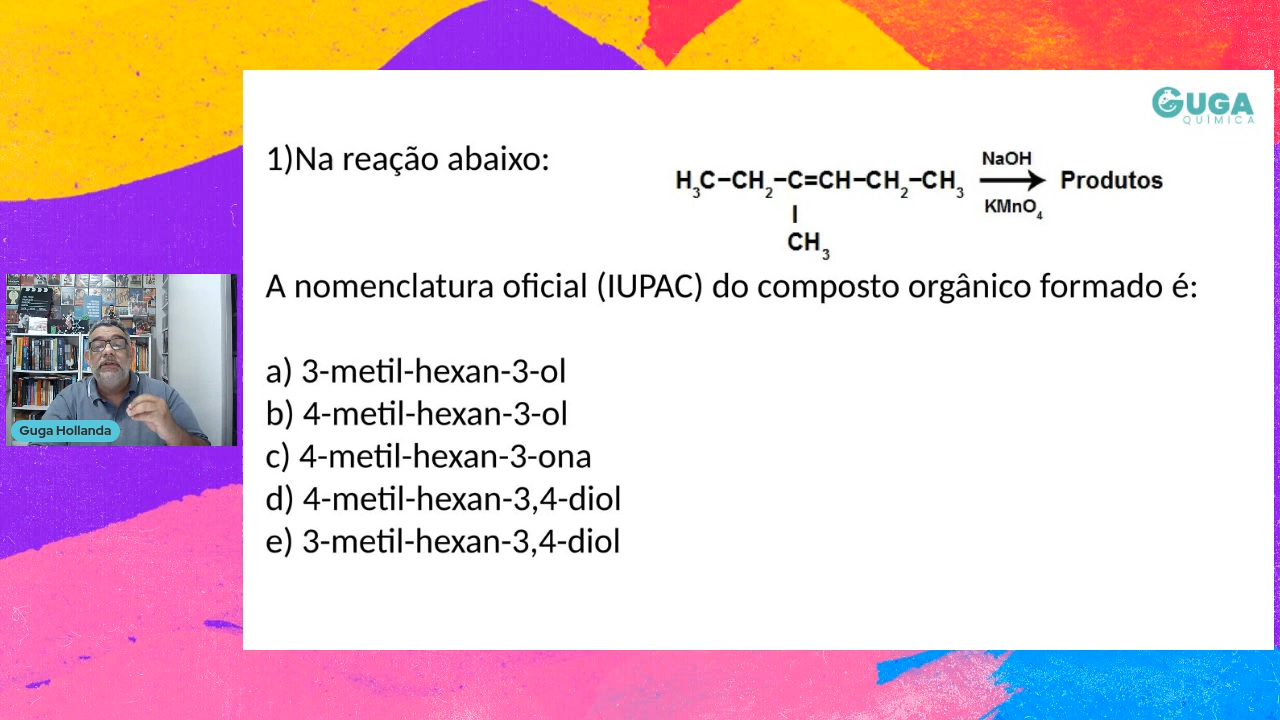 GUGA
QUÍMICA
1)Na reação abaixo:
H3C–CH2–C=CH–CH2–CH3
CH3
NaOH
KMnO4
Produtos
A nomenclatura oficial (IUPAC) do composto orgânico formado é:
a) 3-metil-hexan-3-ol
b) 4-metil-hexan-3-ol
c) 4-metil-hexan-3-ona
d) 4-metil-hexan-3,4-diol
e) 3-metil-hexan-3,4-diol
Guga Hollanda